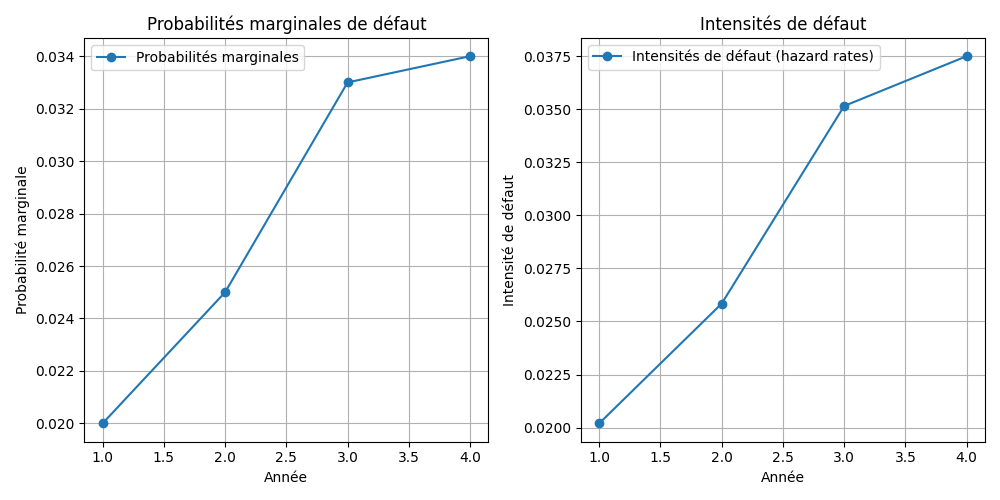 Probabilités marginales de défaut
Probabilités marginales
0.034
0.032
0.030
0.028
0.026
0.024
0.022
0.020
Probabilité marginale
1.0 1.5 2.0 2.5 3.0 3.5 4.0
Année
Intensités de défaut
Intensités de défaut (hazard rates)
0.0375
0.0350
0.0325
0.0300
0.0275
0.0250
0.0225
0.0200
Intensité de défaut
1.0 1.5 2.0 2.5 3.0 3.5 4.0
Année